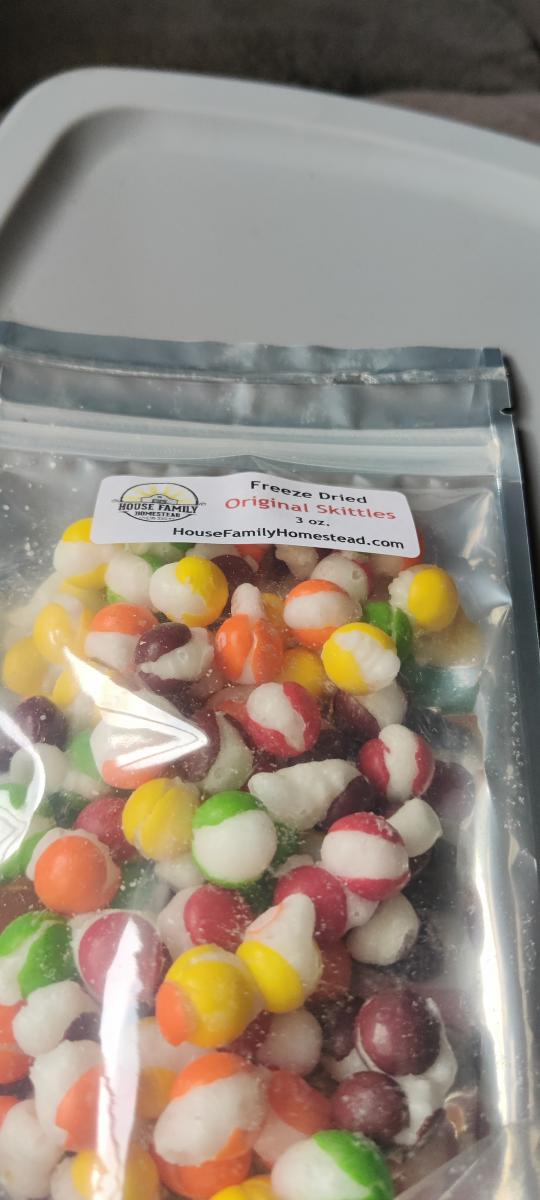 HOUSE FAMILY
HOMESTEAD
Freeze Dried
Original Skittles
3 oz.
HouseFamilyHomestead.com